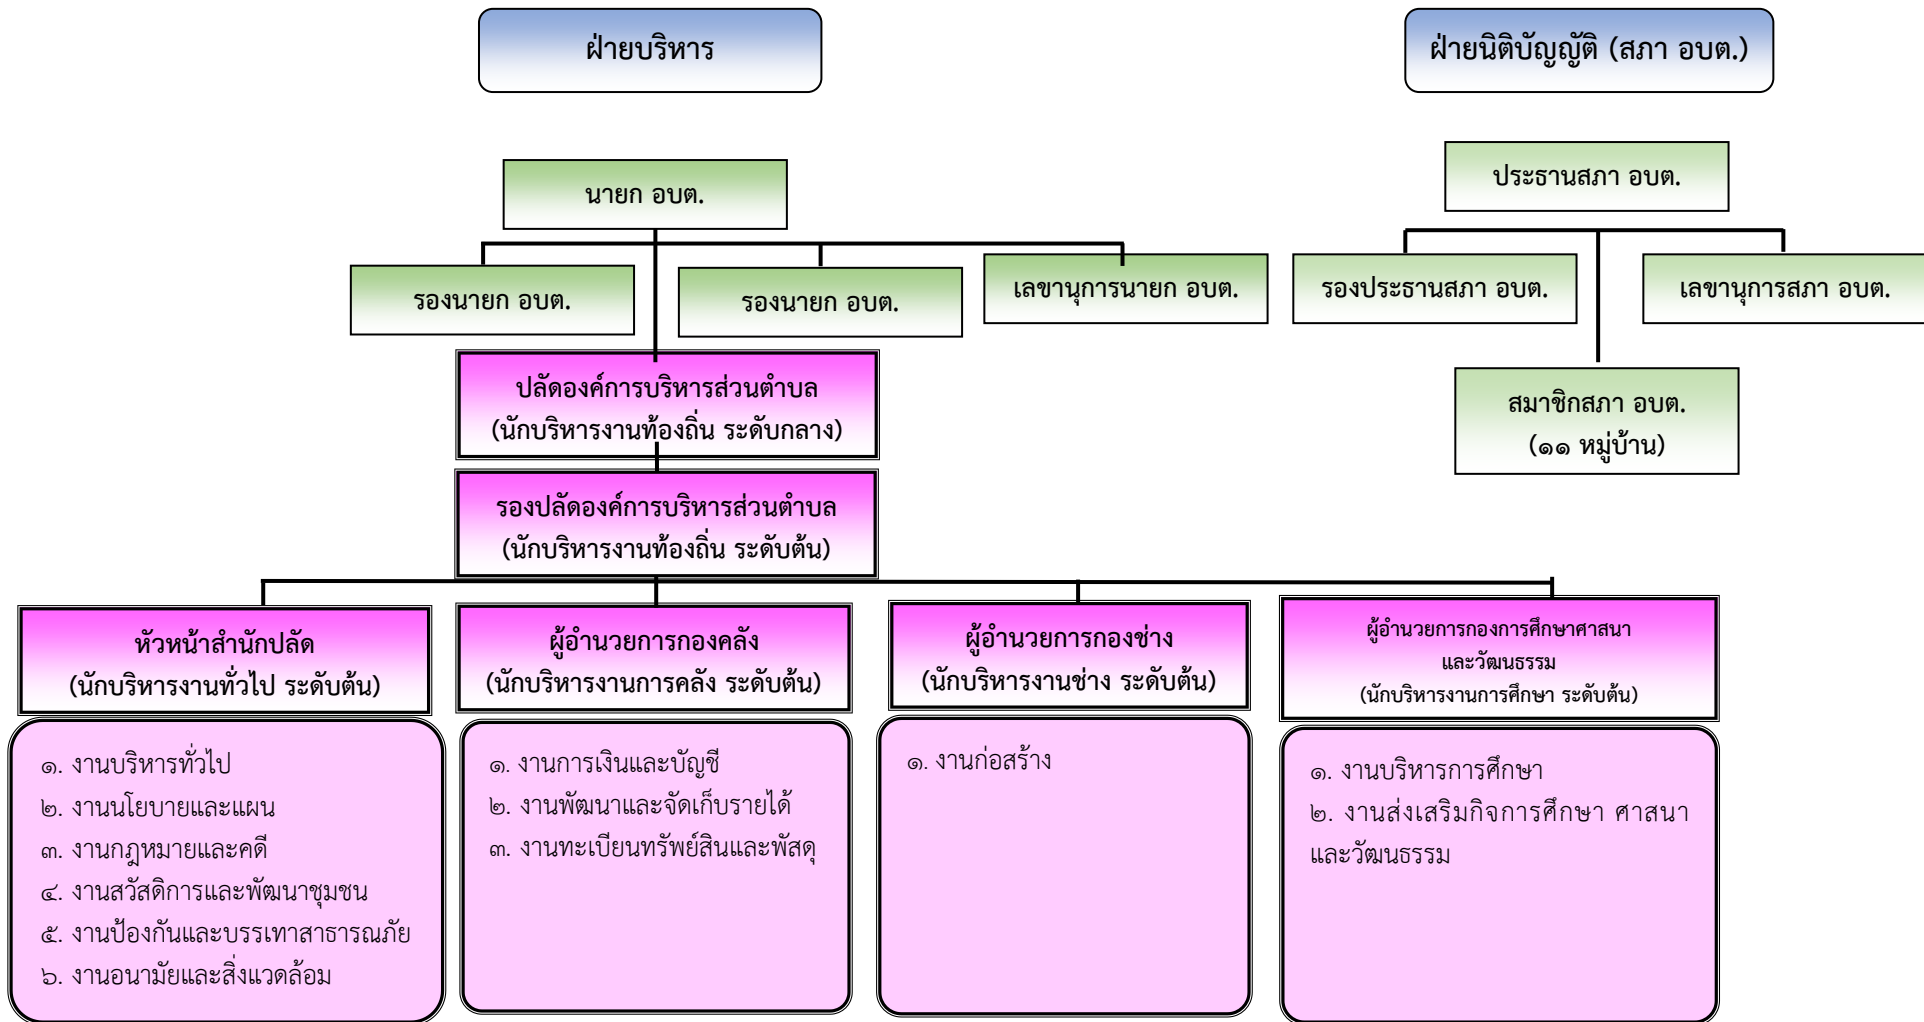 ฝ่ายบริหาร
ฝ่ายนิติบัญญัติ (สภา อบต.)
นายก อบต.
ประธานสภา อบต.
รองนายก อบต.
รองนายก อบต.
เลขานุการนายก อบต.
รองประธานสภา อบต.
เลขานุการสภา อบต.
สมาชิกสภา อบต.
(๑๑ หมู่บ้าน)
ปลัดองค์การบริหารส่วนตำบล
(นักบริหารงานท้องถิ่น ระดับกลาง)
รองปลัดองค์การบริหารส่วนตำบล
(นักบริหารงานท้องถิ่น ระดับต้น)
หัวหน้าสำนักปลัด
(นักบริหารงานทั่วไป ระดับต้น)
๑. งานบริหารทั่วไป
๒. งานนโยบายและแผน
๓. งานกฎหมายและคดี
๔. งานสวัสดิการและพัฒนาชุมชน
๕. งานป้องกันและบรรเทาสาธารณภัย
๖. งานอนามัยและสิ่งแวดล้อม
ผู้อำนวยการกองคลัง
(นักบริหารงานการคลัง ระดับต้น)
๑. งานการเงินและบัญชี
๒. งานพัฒนาและจัดเก็บรายได้
๓. งานทะเบียนทรัพย์สินและพัสดุ
ผู้อำนวยการกองช่าง
(นักบริหารงานช่าง ระดับต้น)
๑. งานก่อสร้าง
ผู้อำนวยการกองการศึกษาศาสนา
และวัฒนธรรม
(นักบริหารงานการศึกษา ระดับต้น)
๑. งานบริหารการศึกษา
๒. งานส่งเสริมกิจการศึกษา ศาสนา
และวัฒนธรรม